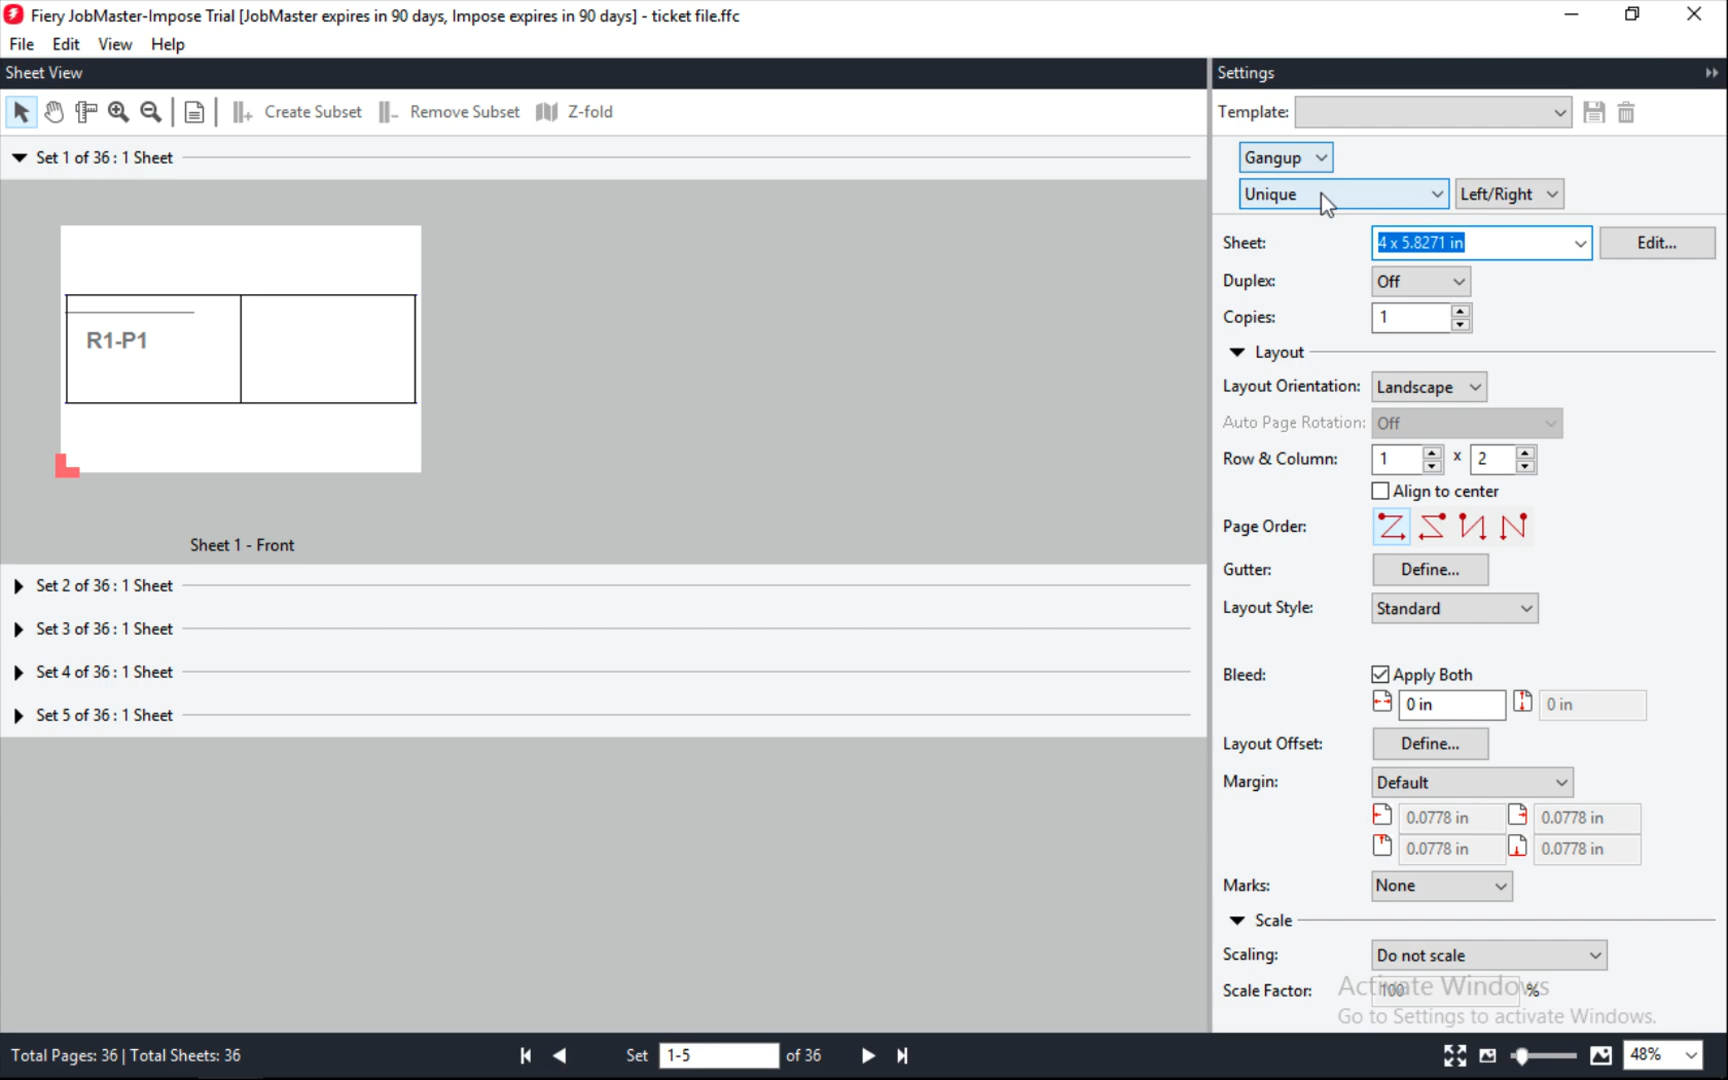 Fiery JobMaster-Impose Trial [JobMaster expires in 90 days, Impose expires in 90 days] - ticket file.ffc
File Edit View Help
Sheet View
Settings
Create Subset Remove Subset Z-fold
Template:
Set 1 of 36 : 1 Sheet
Gangup
Unique Left/Right
Sheet: 4 x 5.8271 in Edit...
Duplex: Off
Copies: 1
R1-P1
Layout
Layout Orientation: Landscape
Auto Page Rotation: Off
Row & Column: 1 x 2
Align to center
Page Order:
Sheet 1 - Front
Gutter: Define...
Set 2 of 36 : 1 Sheet
Layout Style: Standard
Set 3 of 36 : 1 Sheet
Set 4 of 36 : 1 Sheet
Bleed: Apply Both
0 in 0 in
Set 5 of 36 : 1 Sheet
Layout Offset: Define...
Margin: Default
0.0778 in 0.0778 in
0.0778 in 0.0778 in
Marks: None
Scale
Scaling: Do not scale
Scale Factor: 100 %
Activate Windows
Go to Settings to activate Windows.
Total Pages: 36 | Total Sheets: 36
Set 1-5 of 36
48%